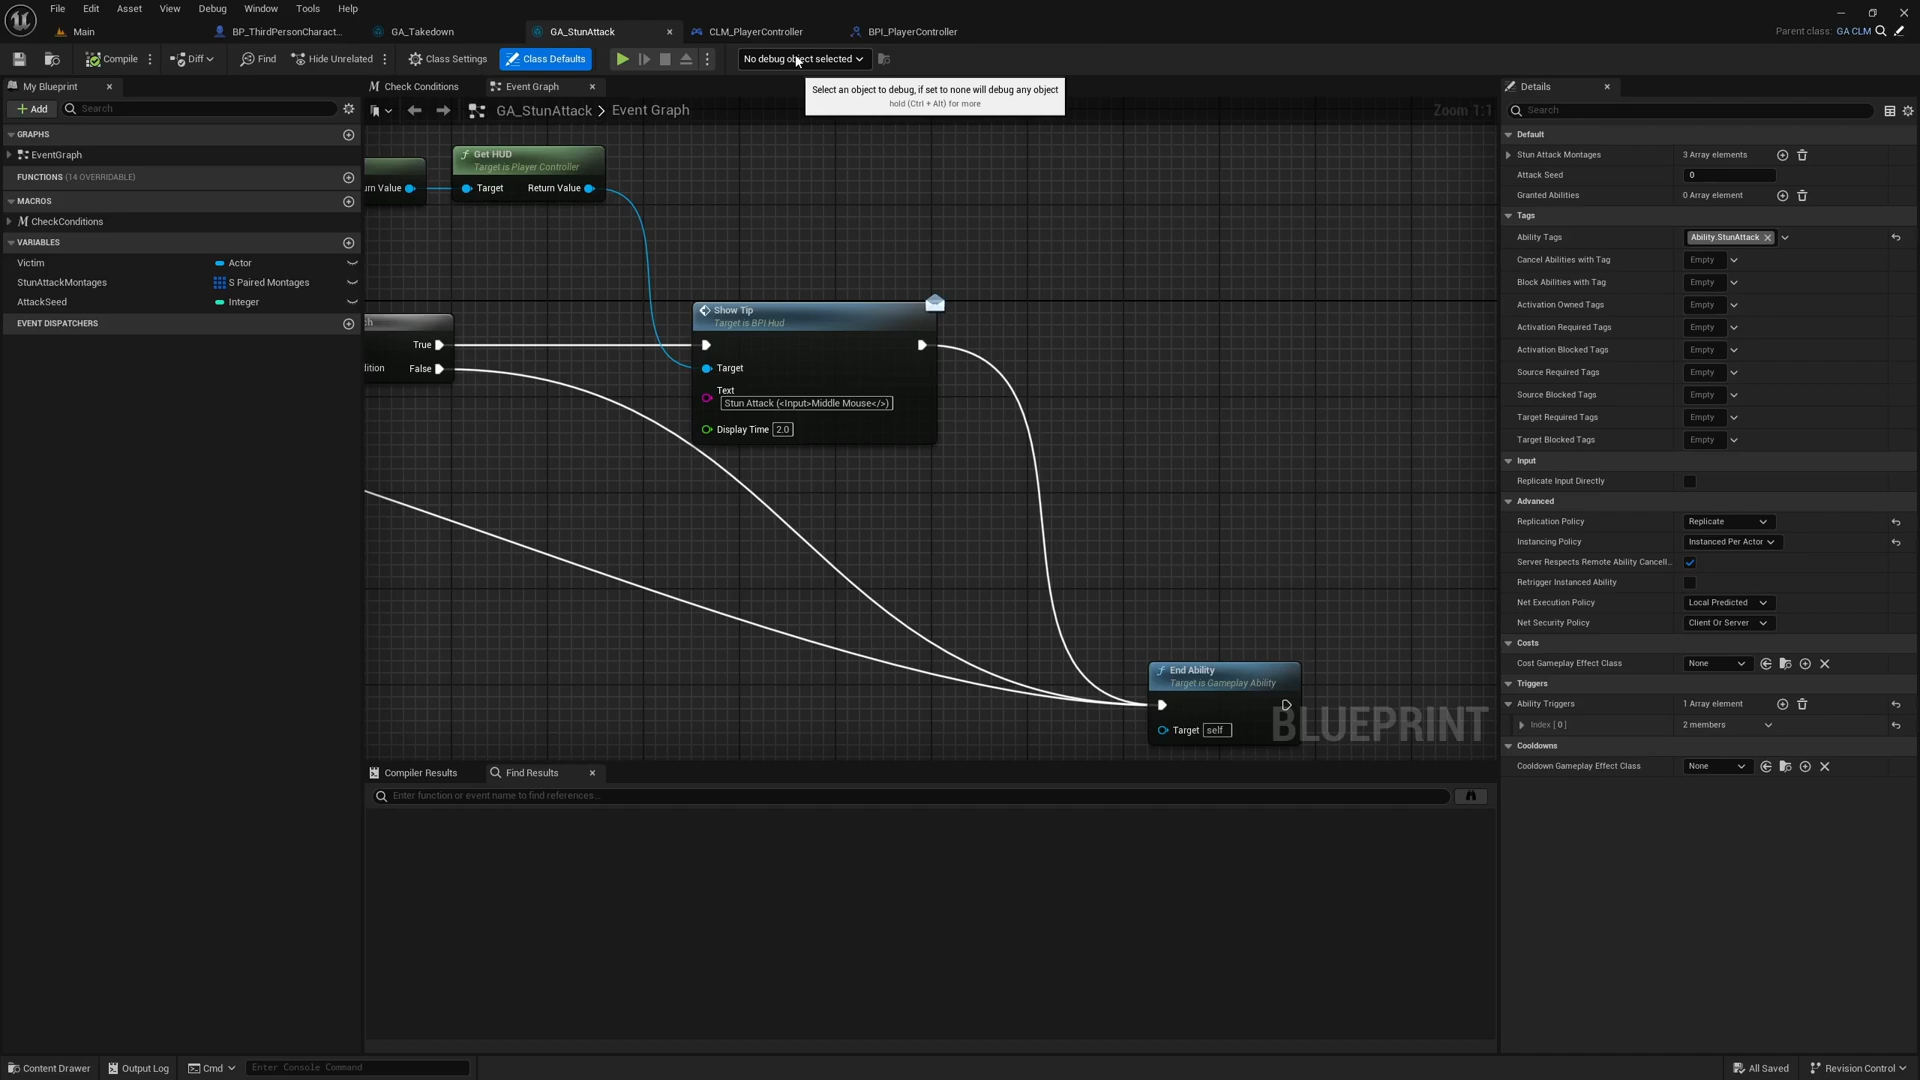 File Edit Asset View Window Debug Tools Help
Main BP_ThirdPersonCharact... GA_Takedown GA_StunAttack CLM_PlayerController BPI_PlayerController
Parent class: GA CLM
Compile Diff Find Hide Unrelated Class Settings Class Defaults No debug object selected
Select an object to debug, if set to none will debug any object
hold (Ctrl + Alt) for more
My Blueprint
Add Search
GRAPHS
EventGraph
FUNCTIONS (14 OVERRIDABLE)
MACROS
CheckConditions
VARIABLES
Victim Actor
StunAttackMontages S Paired Montages
AttackSeed Integer
EVENT DISPATCHERS
Check Conditions Event Graph
GA_StunAttack > Event Graph
Zoom 1:1
Get HUD
Target is Player Controller
urn Value Target Return Value
Show Tip
Target is BPI Hud
ch
True
dition False
Target
Text
Stun Attack (<Input>Middle Mouse</>)
Display Time 2.0
End Ability
Target is Gameplay Ability
Target self
BLUEPRINT
Compiler Results Find Results
Enter function or event name to find references...
Details
Search
Default
Stun Attack Montages 3 Array elements
Attack Seed 0
Granted Abilities 0 Array element
Tags
Ability Tags Ability.StunAttack
Cancel Abilities with Tag Empty
Block Abilities with Tag Empty
Activation Owned Tags Empty
Activation Required Tags Empty
Activation Blocked Tags Empty
Source Required Tags Empty
Source Blocked Tags Empty
Target Required Tags Empty
Target Blocked Tags Empty
Input
Replicate Input Directly
Advanced
Replication Policy Replicate
Instancing Policy Instanced Per Actor
Server Respects Remote Ability Cancell...
Retrigger Instanced Ability
Net Execution Policy Local Predicted
Net Security Policy Client Or Server
Costs
Cost Gameplay Effect Class None
Triggers
Ability Triggers 1 Array element
Index [ 0 ] 2 members
Cooldowns
Cooldown Gameplay Effect Class None
Content Drawer Output Log Cmd Enter Console Command
All Saved Revision Control